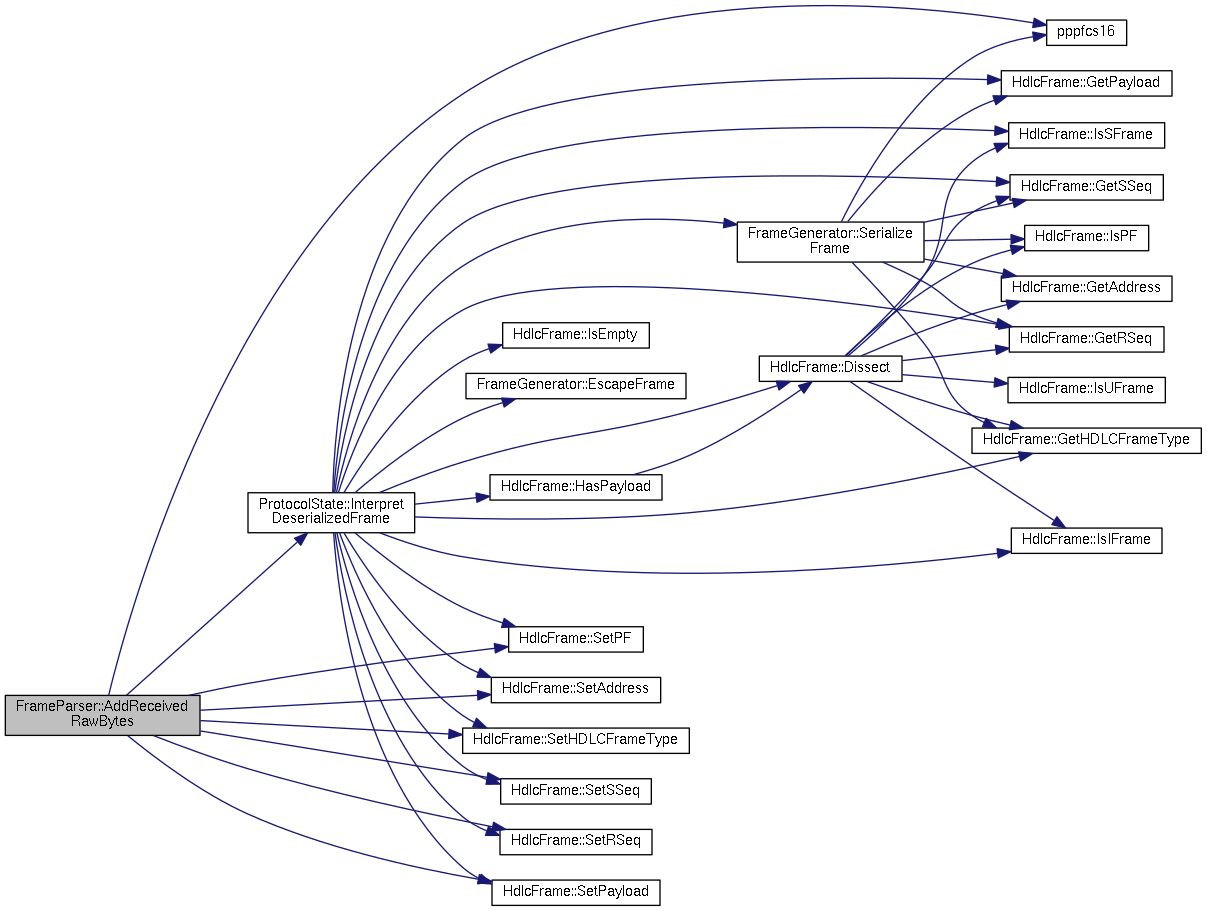 pppfcs16
HdlcFrame::GetPayload
HdlcFrame::IsSFrame
HdlcFrame::GetSSeq
FrameGenerator::Serialize
Frame
HdlcFrame::IsPF
HdlcFrame::GetAddress
HdlcFrame::IsEmpty
HdlcFrame::GetRSeq
HdlcFrame::Dissect
FrameGenerator::EscapeFrame
HdlcFrame::IsUFrame
HdlcFrame::GetHDLCFrameType
HdlcFrame::HasPayload
ProtocolState::Interpret
DeserializedFrame
HdlcFrame::IsIFrame
HdlcFrame::SetPF
HdlcFrame::SetAddress
FrameParser::AddReceived
RawBytes
HdlcFrame::SetHDLCFrameType
HdlcFrame::SetSSeq
HdlcFrame::SetRSeq
HdlcFrame::SetPayload